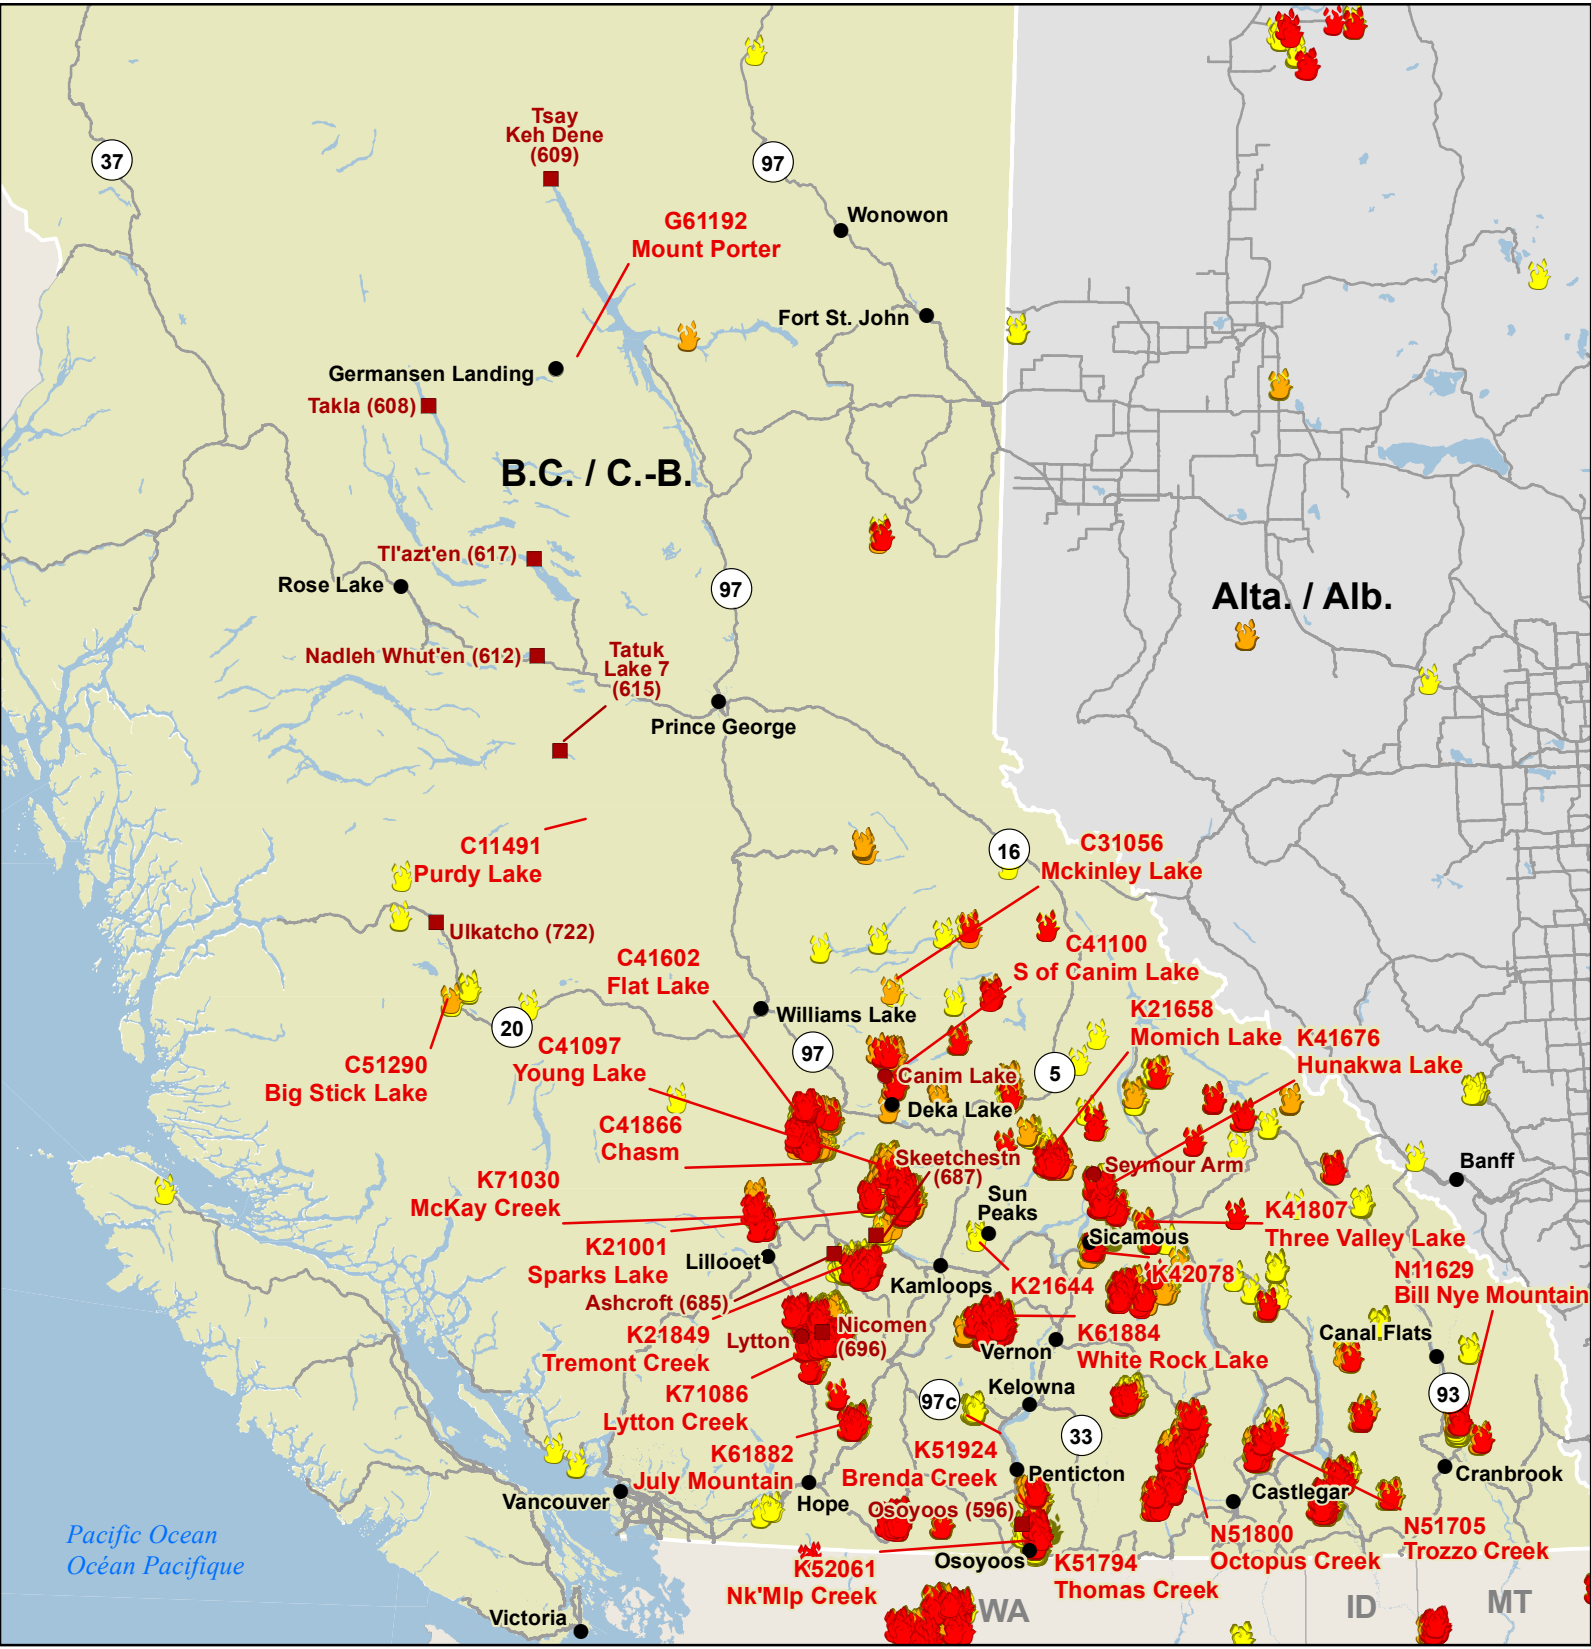 37
Tsay
Keh Dene
(609)
97
G61192
Mount Porter
Wonowon
Fort St. John
Germansen Landing
Takla (608)
B.C. / C.-B.
Tl'azt'en (617)
Rose Lake
97
Alta. / Alb.
Nadleh Whut'en (612)
Tatuk
Lake 7
(615)
Prince George
C11491
Purdy Lake
16
C31056
Mckinley Lake
Ulkatcho (722)
C41602
Flat Lake
C41100
S of Canim Lake
Williams Lake
20
97
C51290
Big Stick Lake
C41097
Young Lake
K21658
Momich Lake
K41676
Hunakwa Lake
5
Canim Lake
Deka Lake
C41866
Chasm
Skeetchestn
(687)
Seymour Arm
Banff
K71030
McKay Creek
Sun
Peaks
K41807
Three Valley Lake
K21001
Sparks Lake
Lillooet
Sicamous
Kamloops
K21644
K42078
N11629
Bill Nye Mountain
Ashcroft (685)
K21849
Tremont Creek
Lytton
Nicomen
(696)
K61884
White Rock Lake
Vernon
Canal Flats
K71086
Lytton Creek
97c
Kelowna
93
33
K61882
July Mountain
K51924
Brenda Creek
Penticton
Cranbrook
Castlegar
Vancouver
Hope
Osoyoos (596)
N51705
Trozzo Creek
N51800
Octopus Creek
Pacific Ocean
Océan Pacifique
K52061
Nk'Mlp Creek
Osoyoos
K51794
Thomas Creek
Victoria
WA
ID
MT